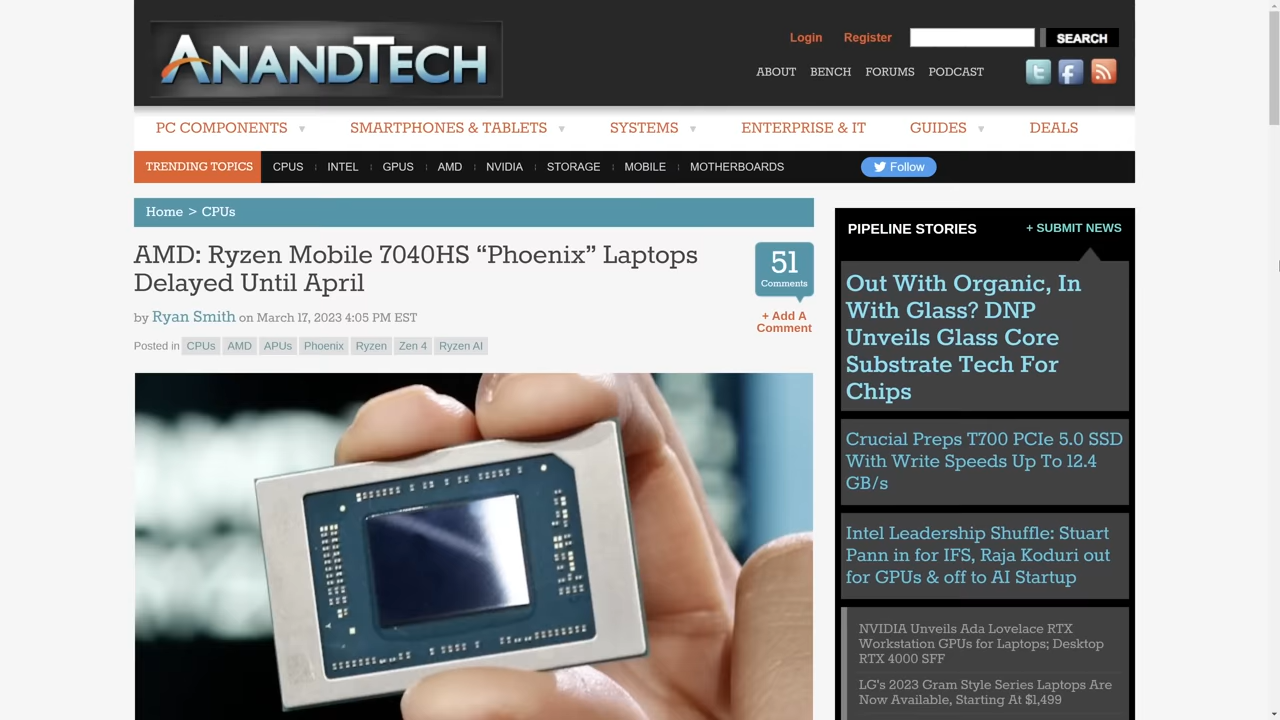 ANANDTECH
Login Register SEARCH
ABOUT BENCH FORUMS PODCAST
PC COMPONENTS SMARTPHONES & TABLETS SYSTEMS ENTERPRISE & IT GUIDES DEALS
TRENDING TOPICS CPUS INTEL GPUS AMD NVIDIA STORAGE MOBILE MOTHERBOARDS Follow
Home > CPUs
AMD: Ryzen Mobile 7040HS “Phoenix” Laptops
Delayed Until April
by Ryan Smith on March 17, 2023 4:05 PM EST
Posted in CPUs AMD APUs Phoenix Ryzen Zen 4 Ryzen AI
51
Comments
+ Add A
Comment
PIPELINE STORIES + SUBMIT NEWS
Out With Organic, In
With Glass? DNP
Unveils Glass Core
Substrate Tech For
Chips
Crucial Preps T700 PCIe 5.0 SSD
With Write Speeds Up To 12.4
GB/s
Intel Leadership Shuffle: Stuart
Pann in for IFS, Raja Koduri out
for GPUs & off to AI Startup
NVIDIA Unveils Ada Lovelace RTX
Workstation GPUs for Laptops; Desktop
RTX 4000 SFF
LG's 2023 Gram Style Series Laptops Are
Now Available, Starting At $1,499